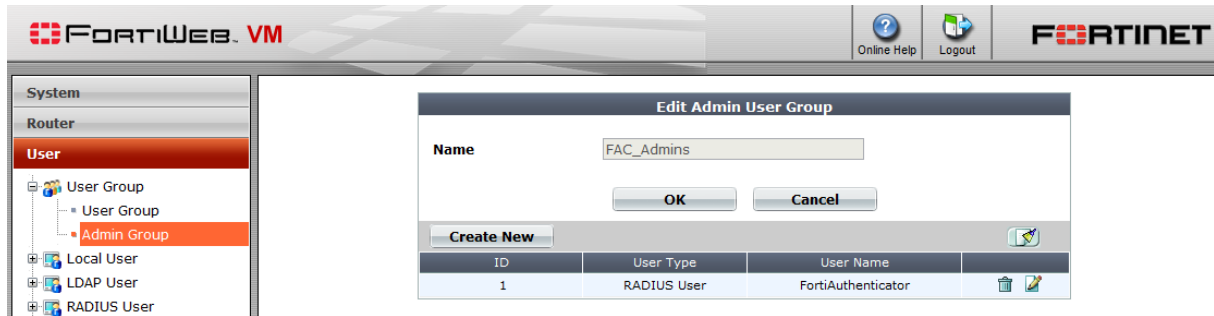 FORTIWEB VM
Online Help
Logout
FORTINET
System
Router
User
User Group
User Group
Admin Group
Local User
LDAP User
RADIUS User
Edit Admin User Group
Name FAC_Admins
OK Cancel
Create New
ID User Type User Name
1 RADIUS User FortiAuthenticator